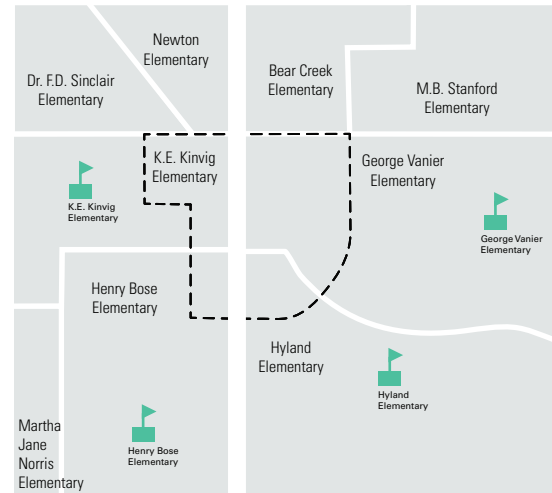 Newton
Elementary
Dr. F.D. Sinclair
Elementary
Bear Creek
Elementary
M.B. Stanford
Elementary
K.E. Kinvig
Elementary
George Vanier
Elementary
K.E. Kinvig
Elementary
George Vanier
Elementary
Henry Bose
Elementary
Hyland
Elementary
Hyland
Elementary
Martha
Jane
Norris
Elementary
Henry Bose
Elementary